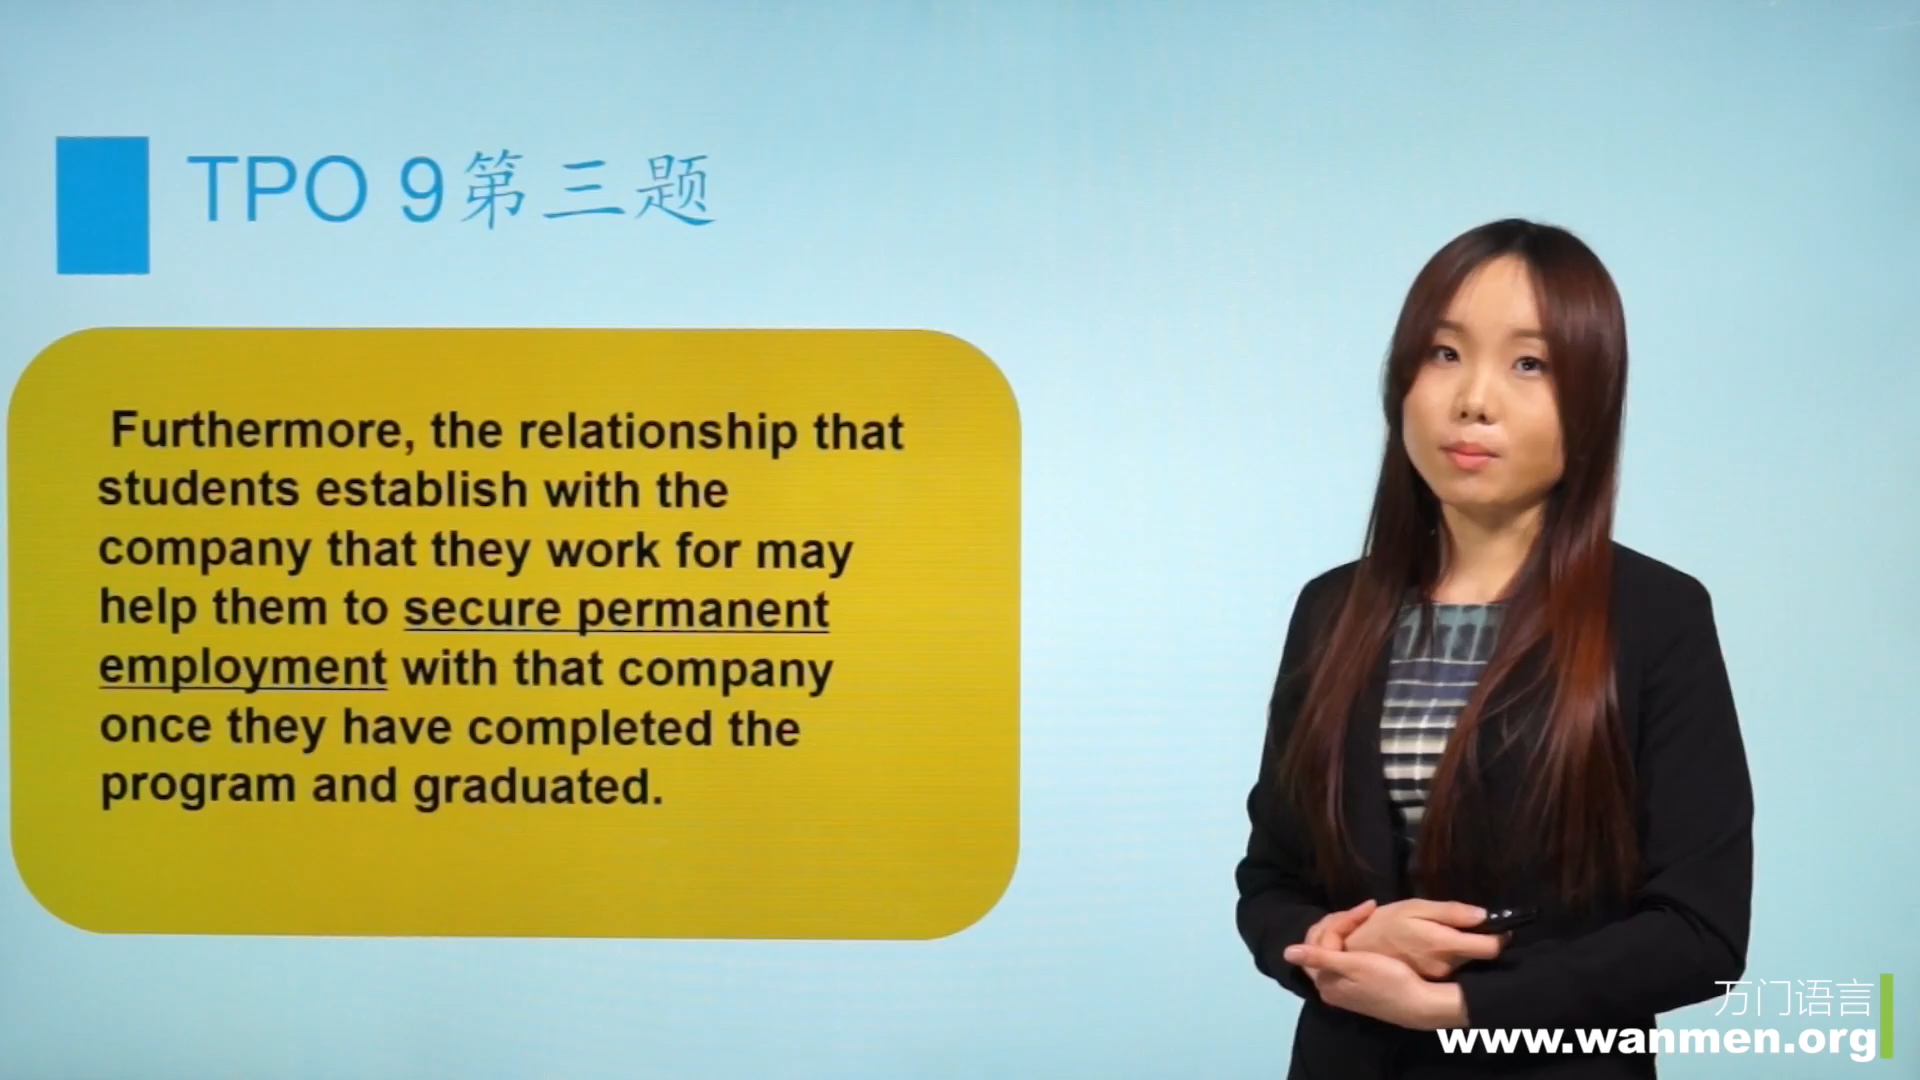 TPO 9第三题
Furthermore, the relationship that
students establish with the
company that they work for may
help them to secure permanent
employment with that company
once they have completed the
program and graduated.
万门语言
www.wanmen.org